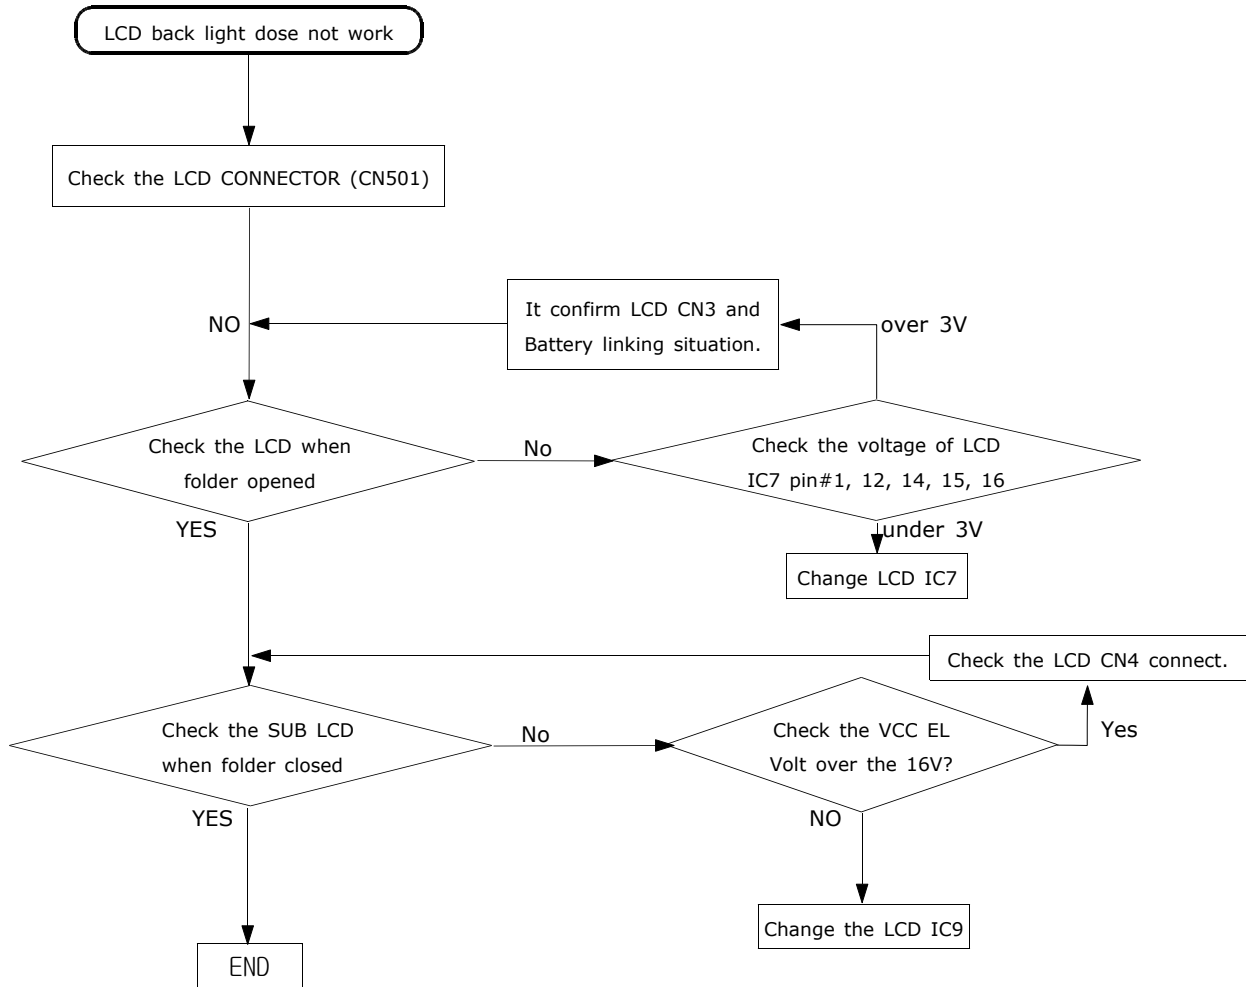 LCD back light dose not work
Check the LCD CONNECTOR (CN501)
It confirm LCD CN3 and
Battery linking situation.
NO
over 3V
Check the LCD when
folder opened
No
Check the voltage of LCD
IC7 pin#1, 12, 14, 15, 16
YES
under 3V
Change LCD IC7
Check the LCD CN4 connect.
Check the SUB LCD
when folder closed
No
Check the VCC EL
Volt over the 16V?
Yes
YES
NO
Change the LCD IC9
END